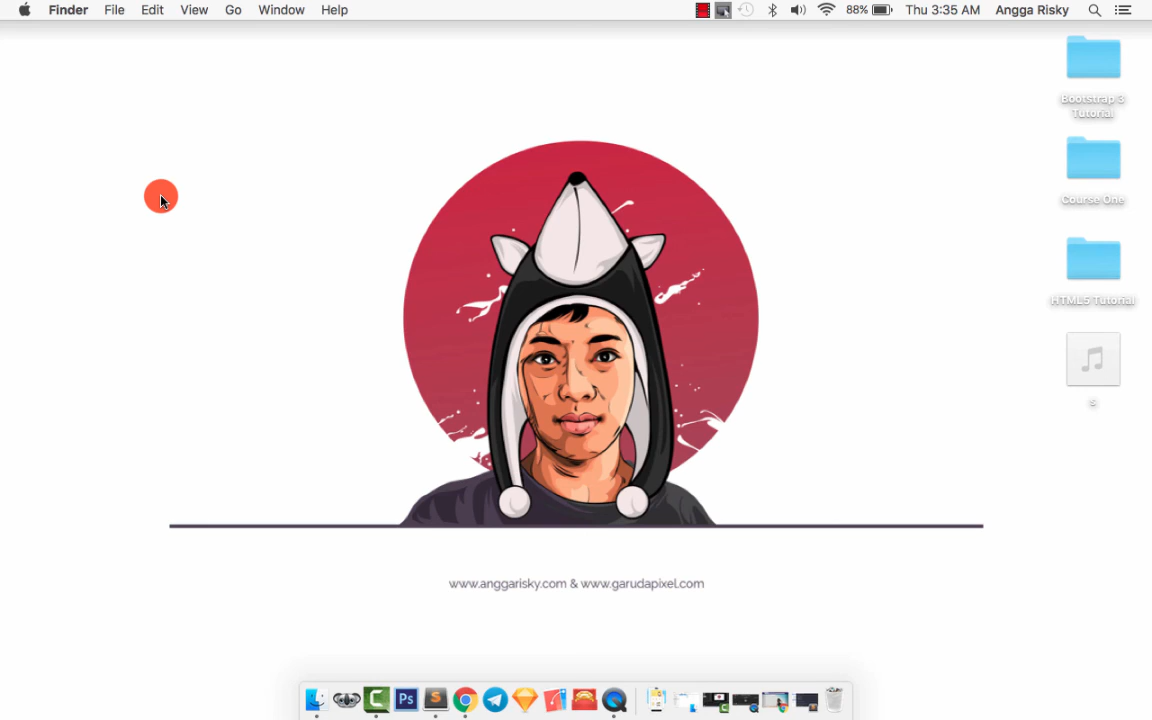 Finder File Edit View Go Window Help 88% Thu 3:35 AM Angga Risky
Bootstrap 3
Tutorial
Course One
HTML5 Tutorial
s
www.anggarisky.com & www.garudapixel.com
Ps